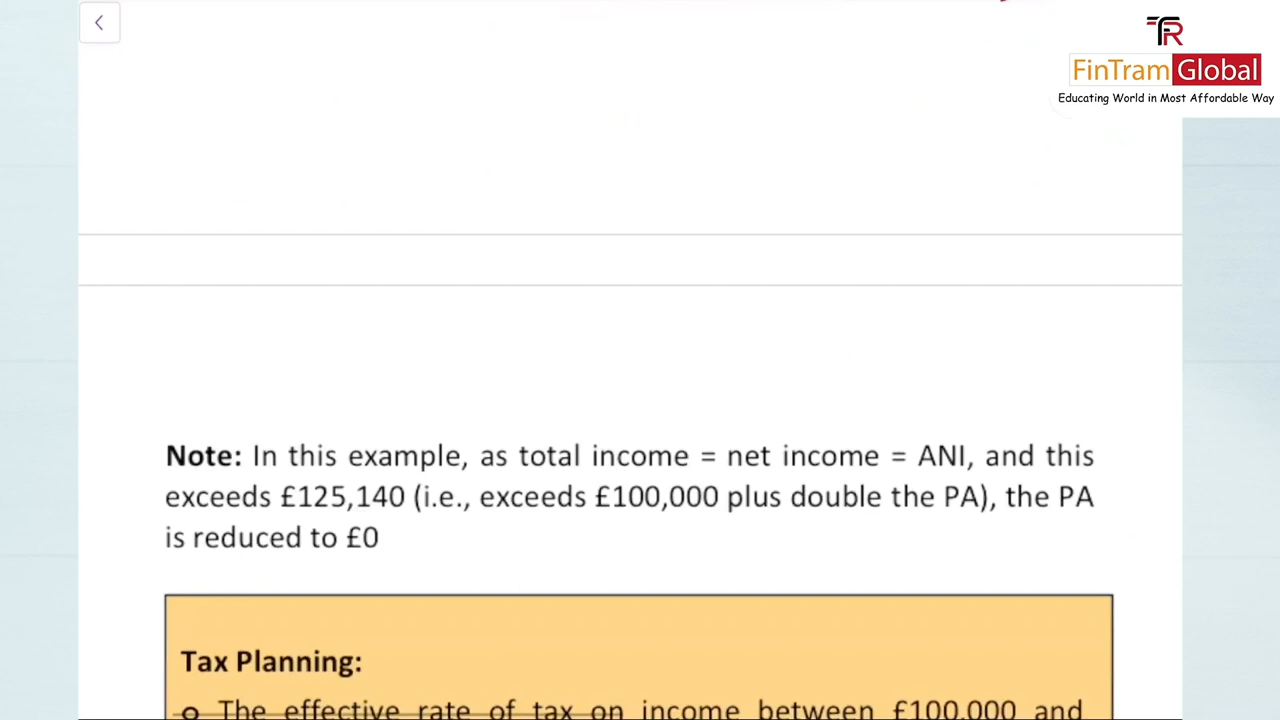 TR
FinTram Global
Educating World in Most Affordable Way
Note: In this example, as total income = net income = ANI, and this
exceeds £125,140 (i.e., exceeds £100,000 plus double the PA), the PA
is reduced to £0
Tax Planning:
o The effective rate of tax on income between £100,000 and